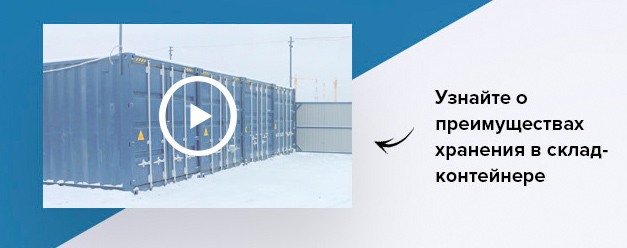 Узнайте о
преимуществах
хранения в склад-
контейнере